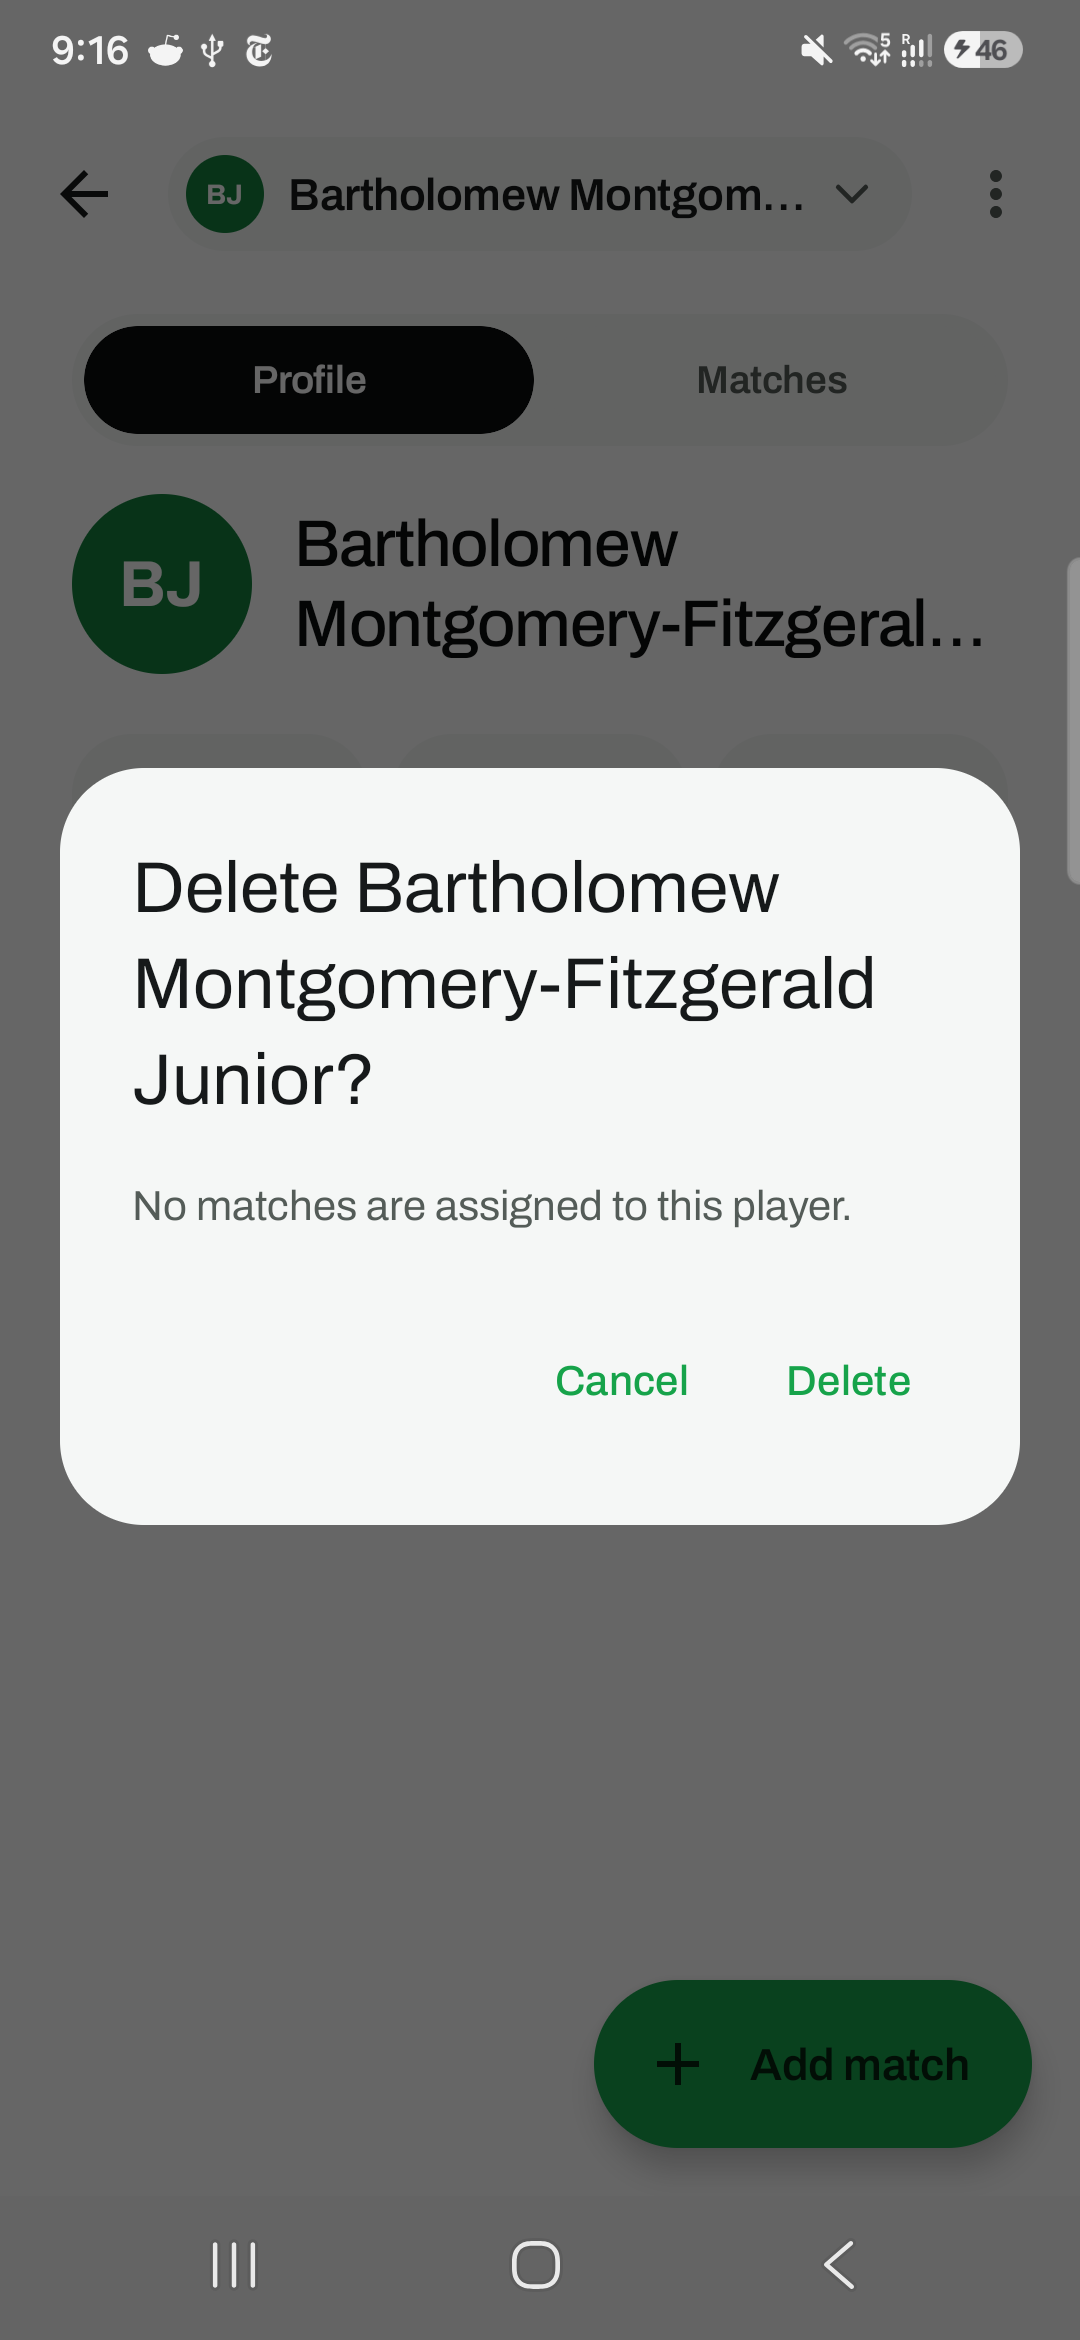 9:16
5
R
46
BJ
Bartholomew Montgom...
Profile
Matches
BJ
Bartholomew
Montgomery-Fitzgeral...
Delete Bartholomew
Montgomery-Fitzgerald
Junior?
No matches are assigned to this player.
Cancel
Delete
Add match